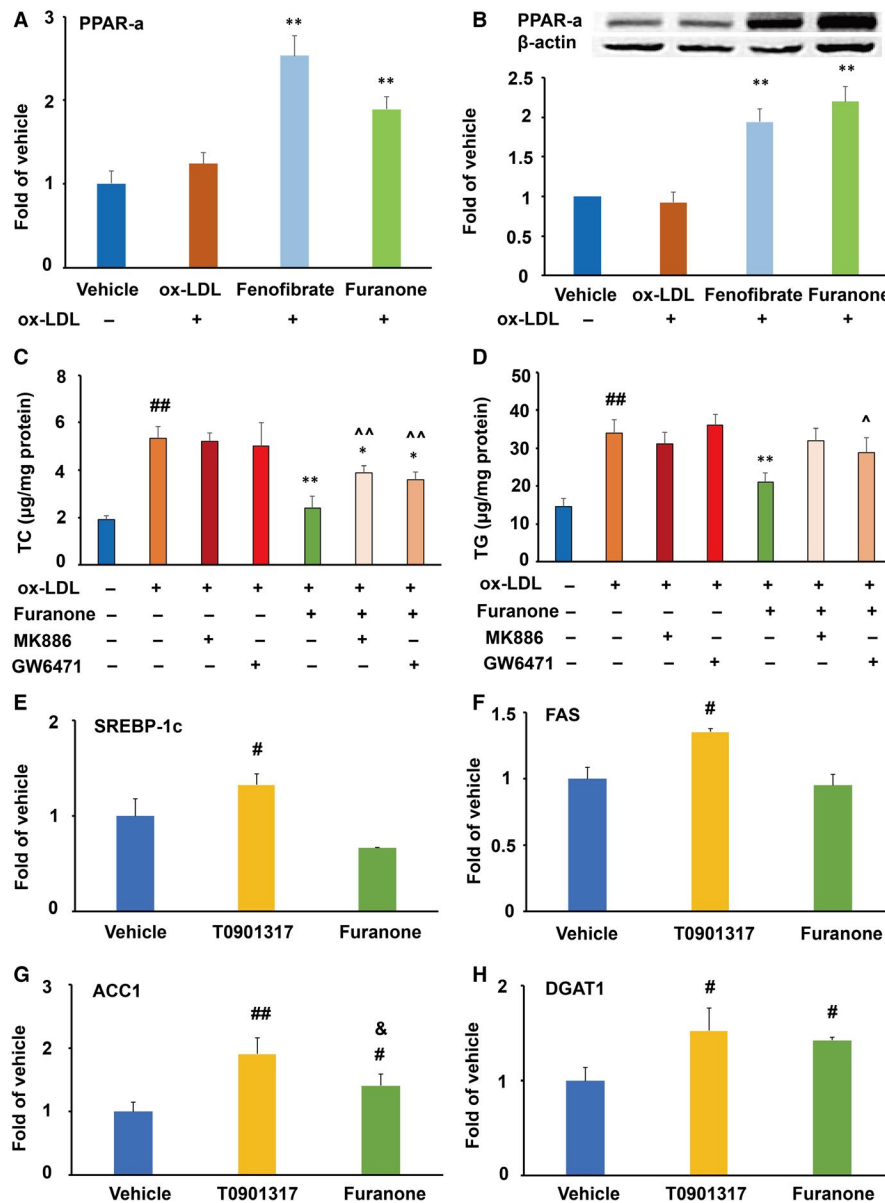 A
PPAR-a
Fold of vehicle
3
2
1
0
**
**
Vehicle ox-LDL Fenofibrate Furanone
ox-LDL – + + +
B
PPAR-a
β-actin
Fold of vehicle
2.5
2
1.5
1
0.5
0
**
**
Vehicle ox-LDL Fenofibrate Furanone
ox-LDL – + + +
C
TC (µg/mg protein)
8
6
4
2
0
##
**
^^
*
^^
*
ox-LDL – + + + + + +
Furanone – – – – + + +
MK886 – – + – – + –
GW6471 – – – + – – +
D
TG (µg/mg protein)
50
40
30
20
10
0
##
**
^
ox-LDL – + + + + + +
Furanone – – – – + + +
MK886 – – + – – + –
GW6471 – – – + – – +
E
SREBP-1c
Fold of vehicle
2
1
0
#
Vehicle T0901317 Furanone
F
FAS
Fold of vehicle
1.5
1
0.5
0
#
Vehicle T0901317 Furanone
G
ACC1
Fold of vehicle
3
2
1
0
##
&
#
Vehicle T0901317 Furanone
H
DGAT1
Fold of vehicle
2
1
0
#
#
Vehicle T0901317 Furanone